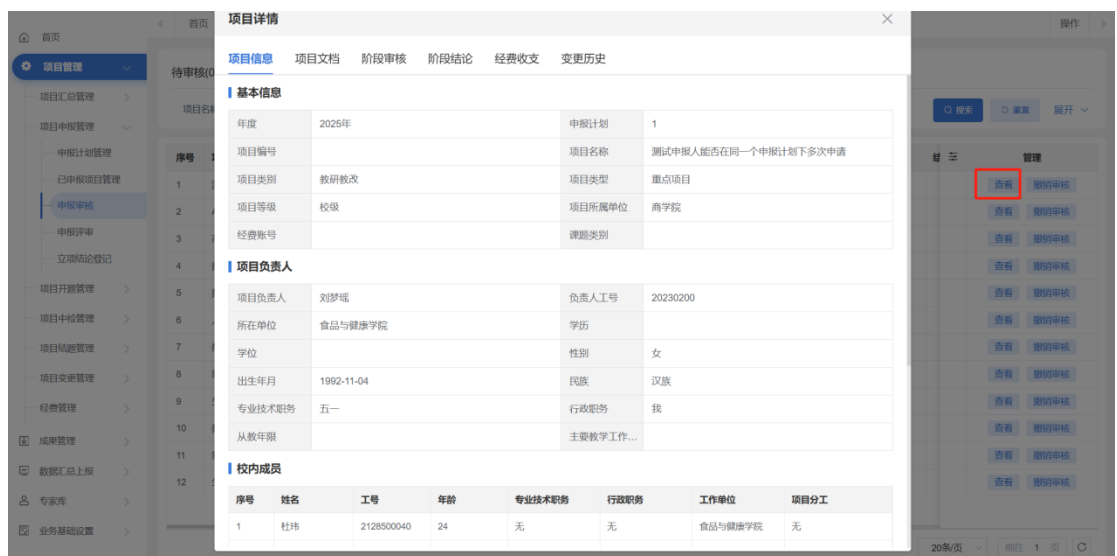 « 首页 项目详情 × 操作 »
首页
项目管理
项目汇总管理
项目申报管理
申报计划管理
已申报项目管理
申报审核
申报评审
立项结论登记
项目开题管理
项目中检管理
项目结题管理
项目变更管理
经费管理
成果管理
数据汇总上报
专家库
业务基础设置
待审核(0
项目名
搜索 重置 展开
序号
1
2
3
4
5
6
7
8
9
10
11
12
项目信息 项目文档 阶段审核 阶段结论 经费收支 变更历史
基本信息
年度 2025年 申报计划 1
项目编号 项目名称 测试申报人能否在同一个申报计划下多次申请
项目类别 教研教改 项目类型 重点项目
项目等级 校级 项目所属单位 商学院
经费账号 课题类别
项目负责人
项目负责人 刘梦瑶 负责人工号 20230200
所在单位 食品与健康学院 学历
学位 性别 女
出生年月 1992-11-04 民族 汉族
专业技术职务 五一 行政职务 我
从教年限 主要教学工作...
校内成员
序号 姓名 工号 年龄 专业技术职务 行政职务 工作单位 项目分工
1 杜玮 2128500040 24 无 无 食品与健康学院 无
管理
查看 撤销审核
查看 撤销审核
查看 撤销审核
查看 撤销审核
查看 撤销审核
查看 撤销审核
查看 撤销审核
查看 撤销审核
查看 撤销审核
查看 撤销审核
查看 撤销审核
查看 撤销审核
20条/页 前往 1 页